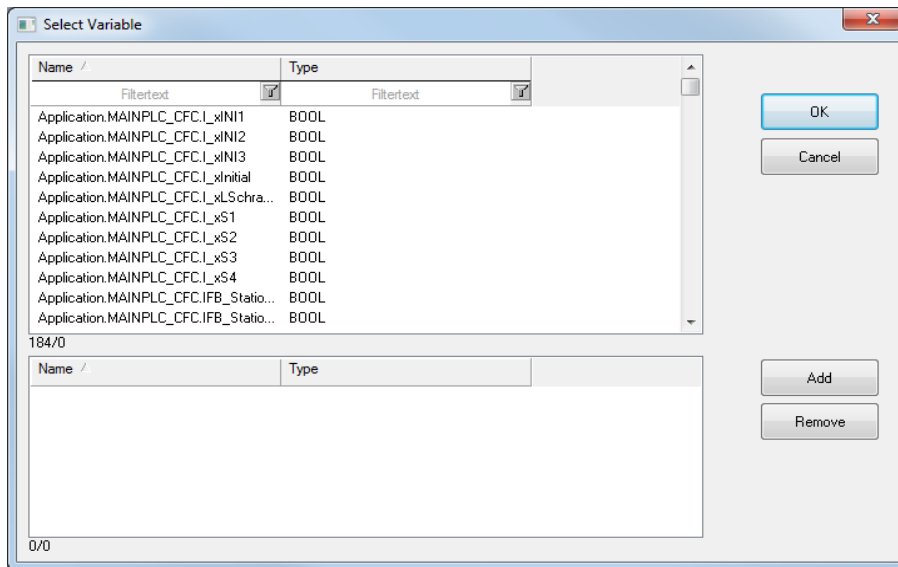 Select Variable
Name Type
Filtertext Filtertext
Application.MAINPLC_CFC.I_xINI1 BOOL
Application.MAINPLC_CFC.I_xINI2 BOOL
Application.MAINPLC_CFC.I_xINI3 BOOL
Application.MAINPLC_CFC.I_xInitial BOOL
Application.MAINPLC_CFC.I_xLSchra... BOOL
Application.MAINPLC_CFC.I_xS1 BOOL
Application.MAINPLC_CFC.I_xS2 BOOL
Application.MAINPLC_CFC.I_xS3 BOOL
Application.MAINPLC_CFC.I_xS4 BOOL
Application.MAINPLC_CFC.IFB_Statio... BOOL
Application.MAINPLC_CFC.IFB_Statio... BOOL
184/0
OK
Cancel
Name Type
0/0
Add
Remove